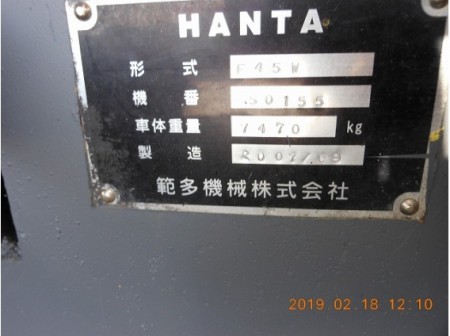 HANTA
形 式 F45W
機 番 50155
車体重量 7470 kg
製 造 2007/03
範多機械株式会社
2019 02 18 12:10